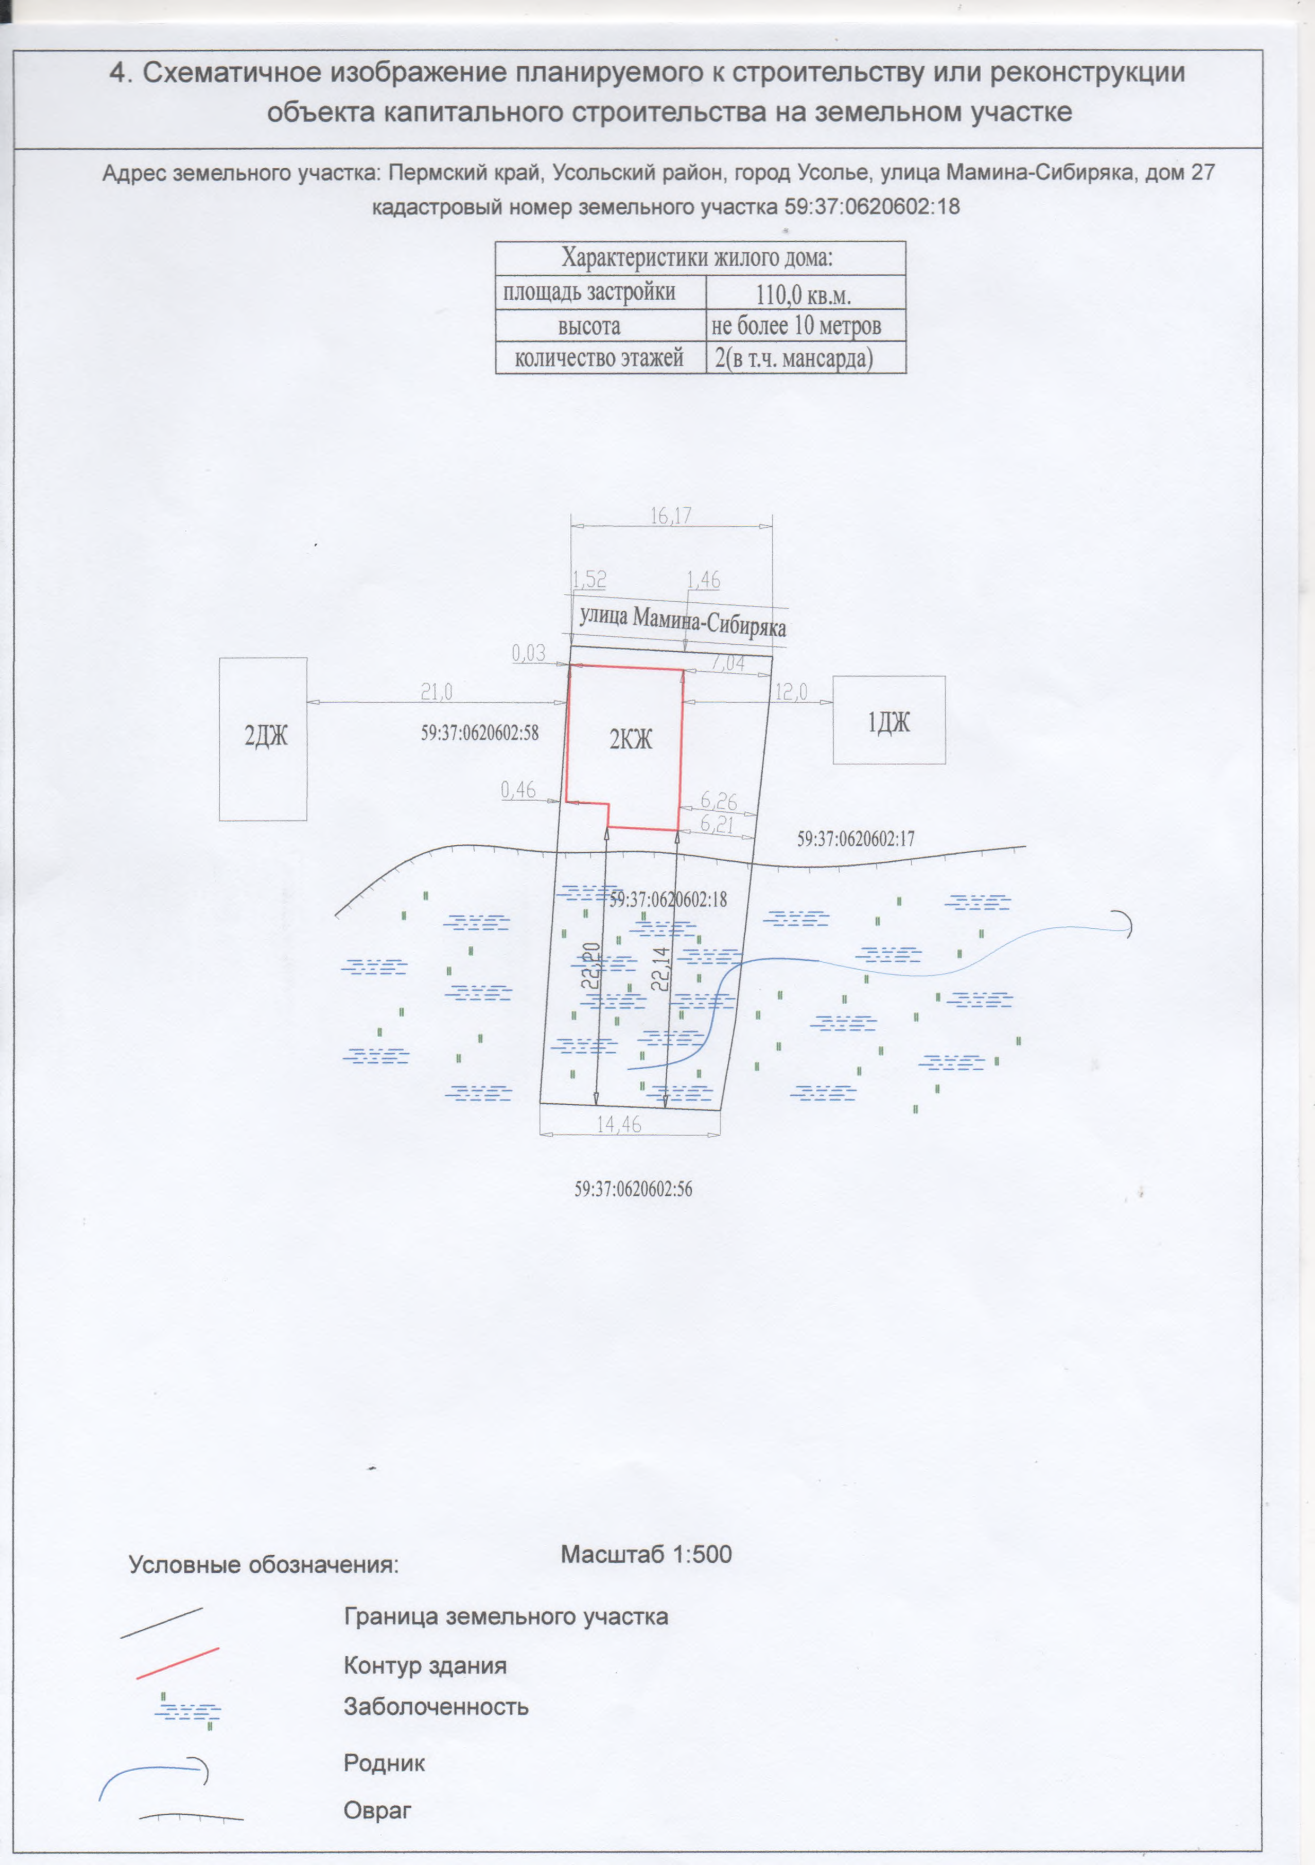 4. Схематичное изображение планируемого к строительству или реконструкции
объекта капитального строительства на земельном участке
Адрес земельного участка: Пермский край, Усольский район, город Усолье, улица Мамина-Сибиряка, дом 27
кадастровый номер земельного участка 59:37:0620602:18
Характеристики жилого дома:
площадь застройки 110,0 кв.м.
высота не более 10 метров
количество этажей 2(в т.ч. мансарда)
16,17
1,52 1,46
улица Мамина-Сибиряка
0,03 7,04
21,0 12,0
2ДЖ 59:37:0620602:58 2КЖ 1ДЖ
0,46 6,26
6,21
59:37:0620602:17
59:37:0620602:18
22,20 22,14
14,46
59:37:0620602:56
Масштаб 1:500
Условные обозначения:
Граница земельного участка
Контур здания
Заболоченность
Родник
Овраг